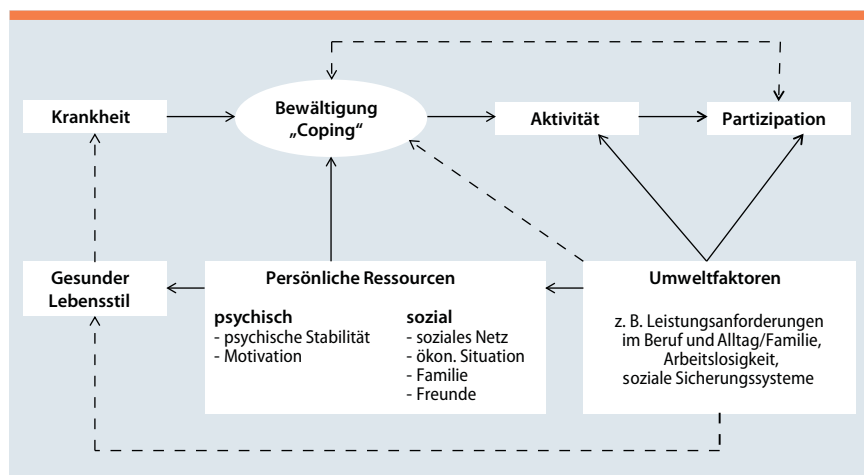 Krankheit
Bewältigung
„Coping“
Aktivität
Partizipation
Gesunder
Lebensstil
Persönliche Ressourcen
psychisch
- psychische Stabilität
- Motivation
sozial
- soziales Netz
- ökon. Situation
- Familie
- Freunde
Umweltfaktoren
z. B. Leistungsanforderungen
im Beruf und Alltag/Familie,
Arbeitslosigkeit,
soziale Sicherungssysteme